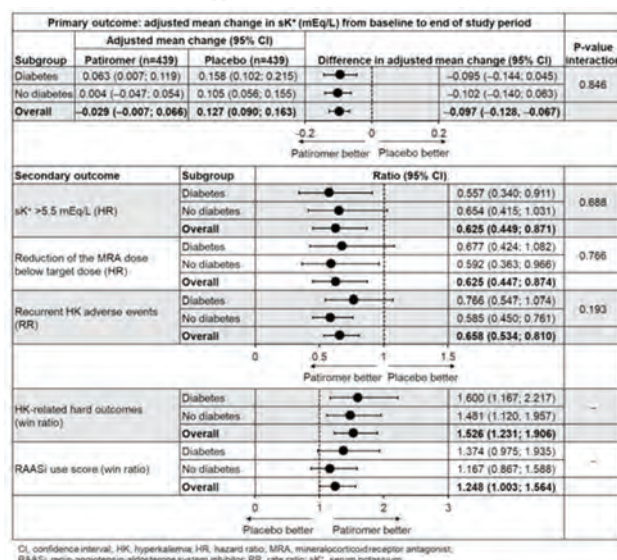 Primary outcome: adjusted mean change in sK⁺ (mEq/L) from baseline to end of study period
Adjusted mean change (95% CI)
Subgroup Patiromer (n=439) Placebo (n=439) Difference in adjusted mean change (95% CI) P-value interaction
Diabetes 0.063 (0.007; 0.119) 0.158 (0.102; 0.215) −0.095 (−0.144; 0.045) 0.846
No diabetes 0.004 (−0.047; 0.054) 0.105 (0.056; 0.155) −0.102 (−0.140; 0.063)
Overall −0.029 (−0.007; 0.066) 0.127 (0.090; 0.163) −0.097 (−0.128, −0.067)
-0.2 0 0.2
Patiromer better Placebo better
Secondary outcome Subgroup Ratio (95% CI)
sK⁺ >5.5 mEq/L (HR) Diabetes 0.557 (0.340; 0.911) 0.688
No diabetes 0.654 (0.415; 1.031)
Overall 0.625 (0.449; 0.871)
Reduction of the MRA dose below target dose (HR) Diabetes 0.677 (0.424; 1.082) 0.766
No diabetes 0.592 (0.363; 0.966)
Overall 0.625 (0.447; 0.874)
Recurrent HK adverse events (RR) Diabetes 0.766 (0.547; 1.074) 0.193
No diabetes 0.585 (0.450; 0.761)
Overall 0.658 (0.534; 0.810)
0 0.5 1 1.5
Patiromer better Placebo better
HK-related hard outcomes (win ratio) Diabetes 1.600 (1.167; 2.217) –
No diabetes 1.481 (1.120; 1.957)
Overall 1.526 (1.231; 1.906)
RAASi use score (win ratio) Diabetes 1.374 (0.975; 1.935) –
No diabetes 1.167 (0.867; 1.588)
Overall 1.248 (1.003; 1.564)
0 1 2 3
Placebo better Patiromer better
CI, confidence interval; HK, hyperkalemia; HR, hazard ratio; MRA, mineralocorticoid receptor antagonist;
RAASi, renin-angiotensin-aldosterone system inhibitor; RR, rate ratio; sK⁺, serum potassium